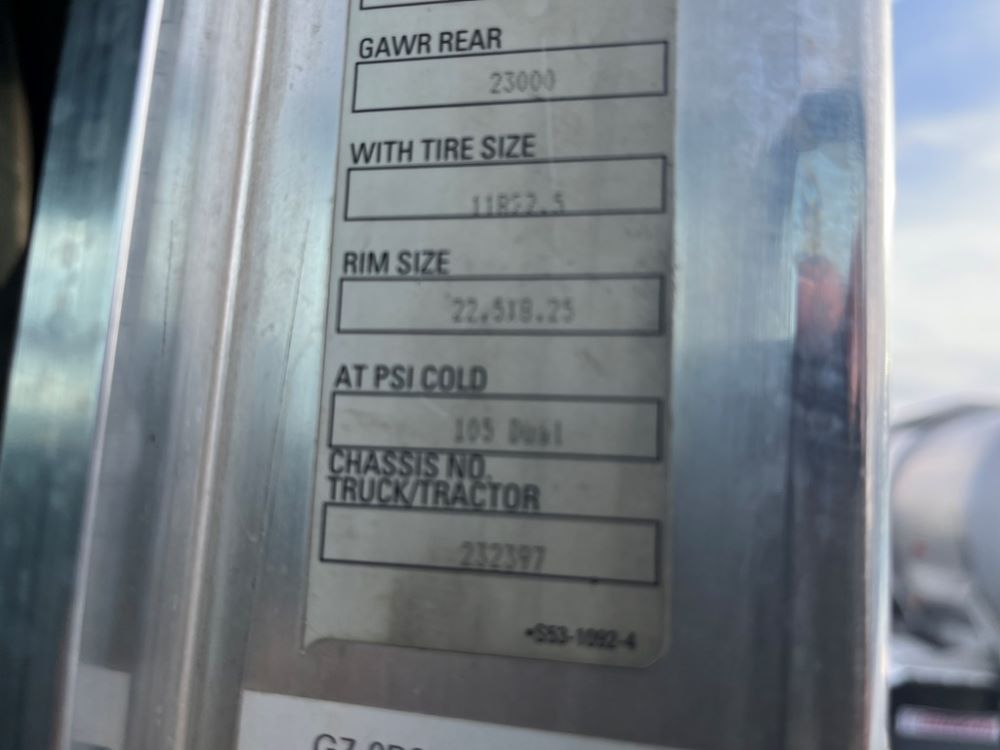 GAWR REAR
23000
WITH TIRE SIZE
11R22.5
RIM SIZE
22.5X8.25
AT PSI COLD
105 Dual
CHASSIS NO.
TRUCK/TRACTOR
232397
•S53-1092-4